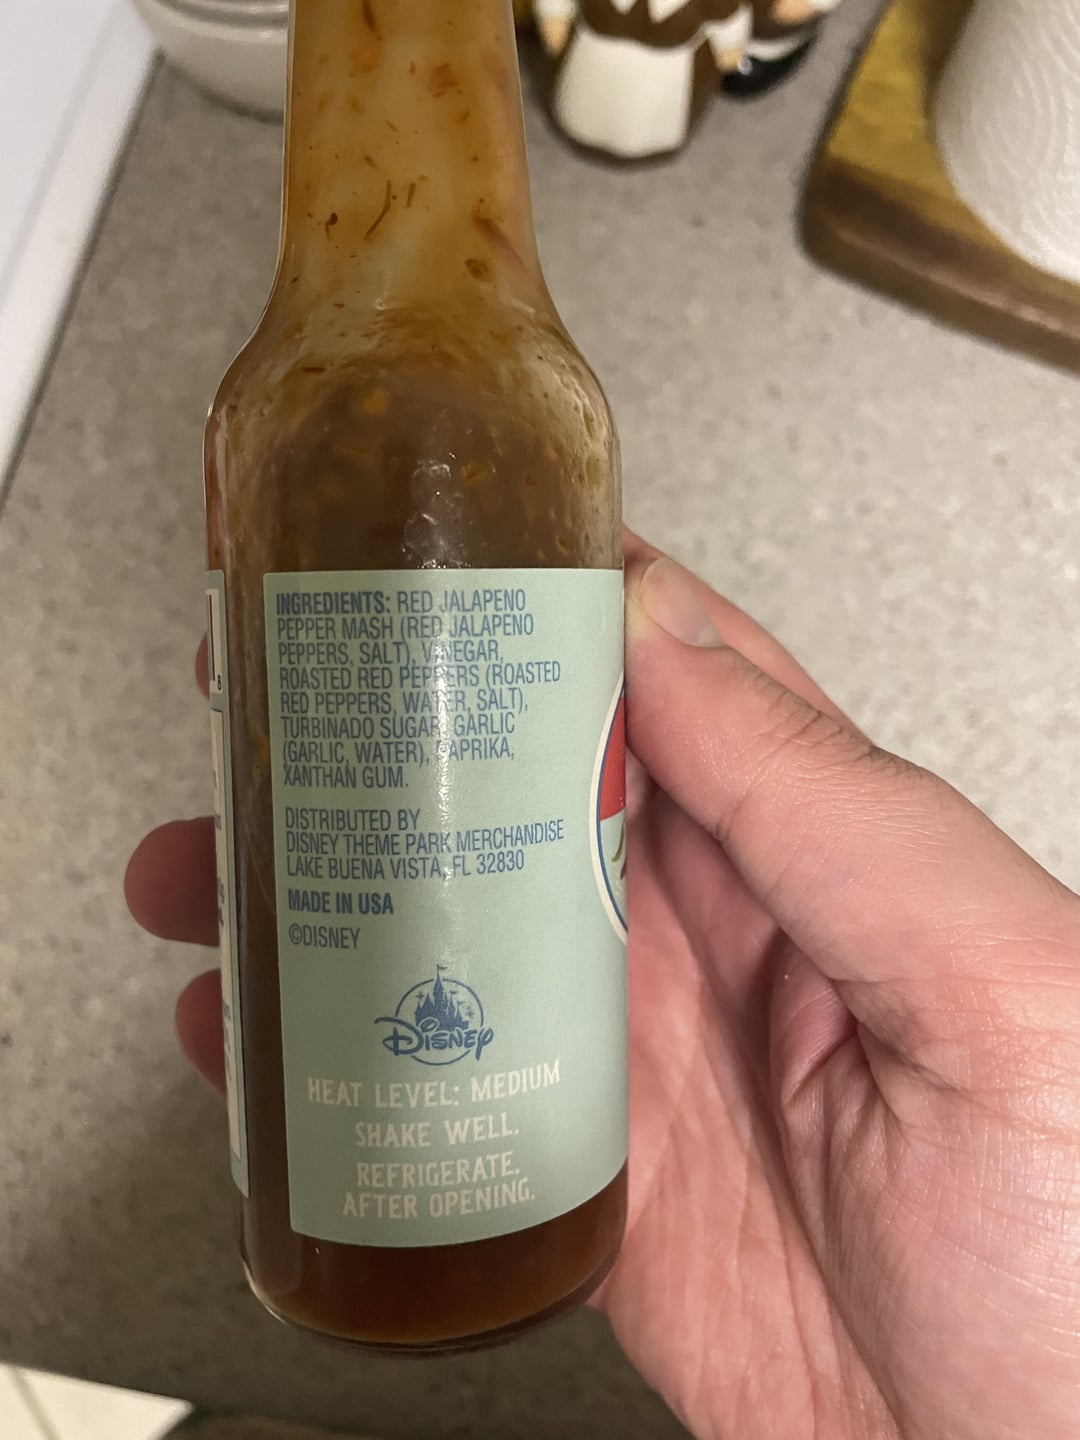 INGREDIENTS: RED JALAPENO
PEPPER MASH (RED JALAPENO
PEPPERS, SALT), VINEGAR,
ROASTED RED PEPPERS (ROASTED
RED PEPPERS, WATER, SALT),
TURBINADO SUGAR, GARLIC
(GARLIC, WATER), PAPRIKA,
XANTHAN GUM.
DISTRIBUTED BY
DISNEY THEME PARK MERCHANDISE
LAKE BUENA VISTA, FL 32830
MADE IN USA
©DISNEY
DISNEY
HEAT LEVEL: MEDIUM
SHAKE WELL.
REFRIGERATE.
AFTER OPENING.
8